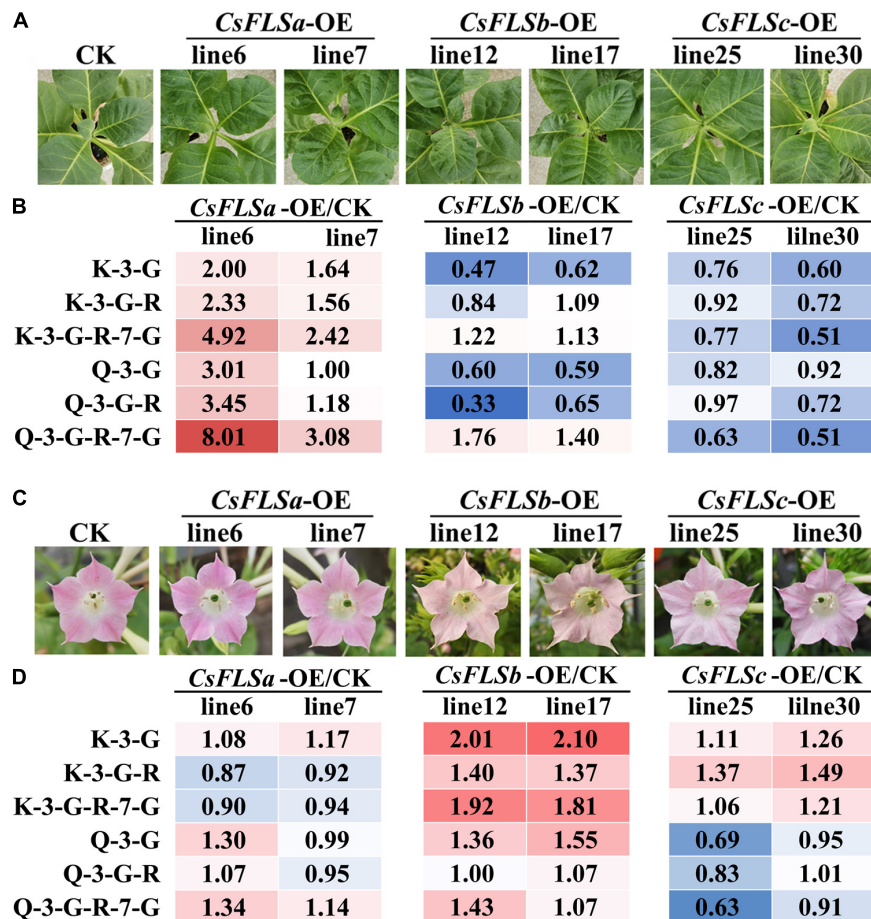 A
CsFLSa-OE CsFLSb-OE CsFLSc-OE
CK line6 line7 line12 line17 line25 lilne30
B
CsFLSa -OE/CK CsFLSb -OE/CK CsFLSc -OE/CK
line6 line7 line12 line17 line25 lilne30
K-3-G 2.00 1.64 0.47 0.62 0.76 0.60
K-3-G-R 2.33 1.56 0.84 1.09 0.92 0.72
K-3-G-R-7-G 4.92 2.42 1.22 1.13 0.77 0.51
Q-3-G 3.01 1.00 0.60 0.59 0.82 0.92
Q-3-G-R 3.45 1.18 0.33 0.65 0.97 0.72
Q-3-G-R-7-G 8.01 3.08 1.76 1.40 0.63 0.51
C
CsFLSa-OE CsFLSb-OE CsFLSc-OE
CK line6 line7 line12 line17 line25 lilne30
D
CsFLSa -OE/CK CsFLSb -OE/CK CsFLSc -OE/CK
line6 line7 line12 line17 line25 lilne30
K-3-G 1.08 1.17 2.01 2.10 1.11 1.26
K-3-G-R 0.87 0.92 1.40 1.37 1.37 1.49
K-3-G-R-7-G 0.90 0.94 1.92 1.81 1.06 1.21
Q-3-G 1.30 0.99 1.36 1.55 0.69 0.95
Q-3-G-R 1.07 0.95 1.00 1.07 0.83 1.01
Q-3-G-R-7-G 1.34 1.14 1.43 1.07 0.63 0.91